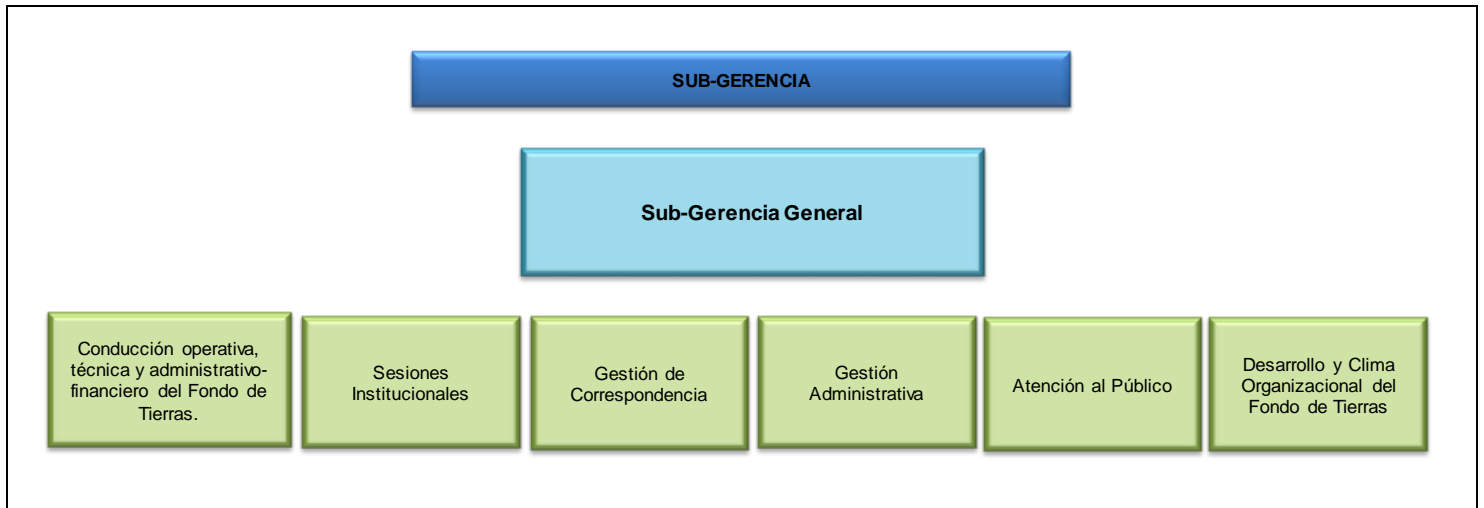 SUB-GERENCIA
Sub-Gerencia General
Conducción operativa,
técnica y administrativo-
financiero del Fondo de
Tierras.
Sesiones
Institucionales
Gestión de
Correspondencia
Gestión
Administrativa
Atención al Público
Desarrollo y Clima
Organizacional del
Fondo de Tierras